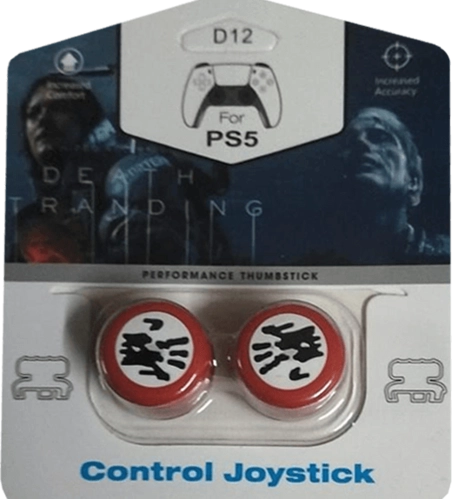 D12
Increased
Comfort
Increased
Accuracy
For
PS5
DEATH
TRANDING
PERFORMANCE THUMBSTICK
Control Joystick